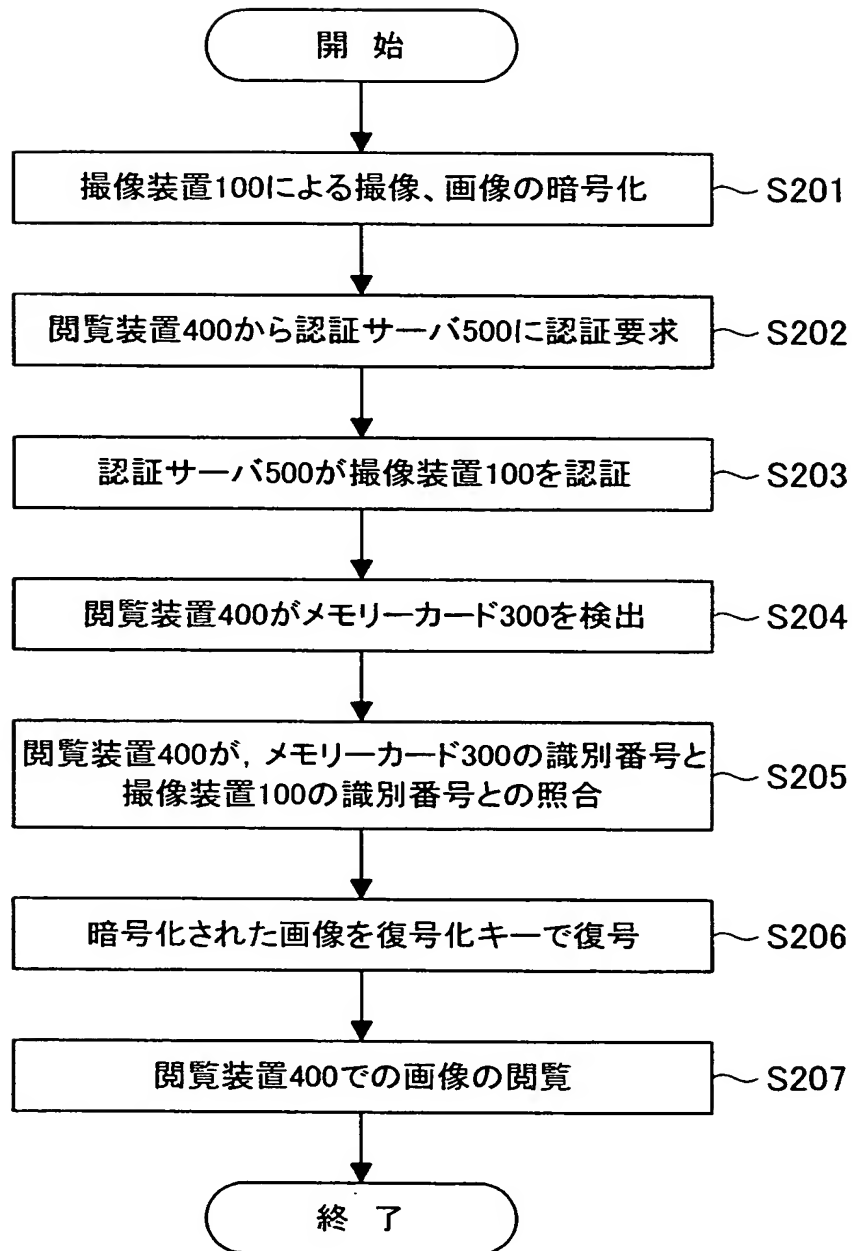 開 始
撮像装置100による撮像、画像の暗号化 S201
閲覧装置400から認証サーバ500に認証要求 S202
認証サーバ500が撮像装置100を認証 S203
閲覧装置400がメモリーカード300を検出 S204
閲覧装置400が，メモリーカード300の識別番号と
撮像装置100の識別番号との照合 S205
暗号化された画像を復号化キーで復号 S206
閲覧装置400での画像の閲覧 S207
終 了